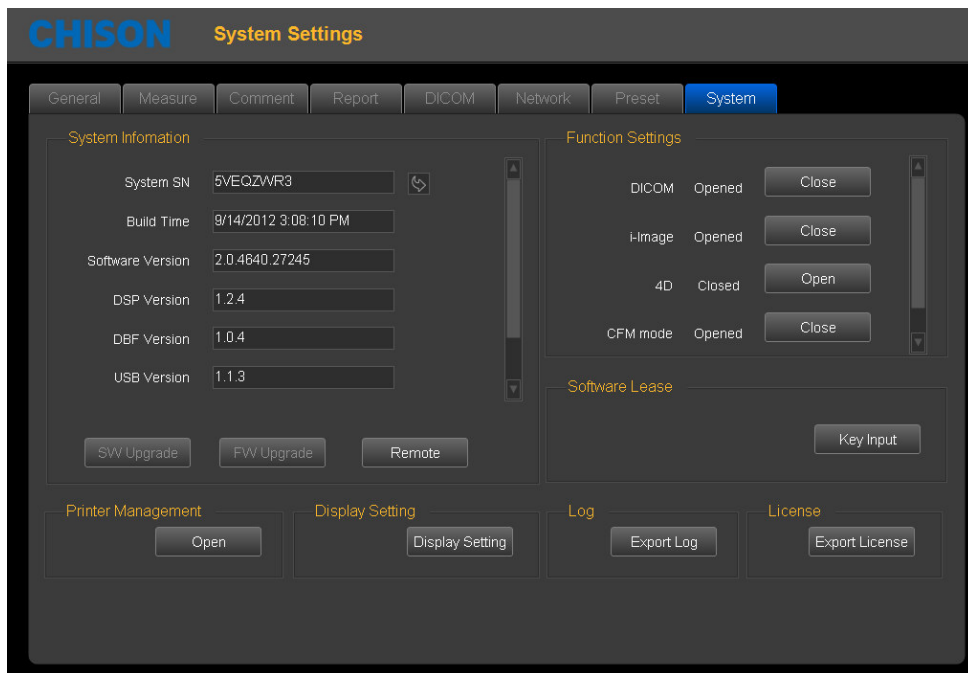 CHISON System Settings
General Measure Comment Report DICOM Network Preset System
System Infomation
System SN 5VEQZWR3
Build Time 9/14/2012 3:08:10 PM
Software Version 2.0.4640.27245
DSP Version 1.2.4
DBF Version 1.0.4
USB Version 1.1.3
SW Upgrade FW Upgrade Remote
Function Settings
DICOM Opened Close
i-Image Opened Close
4D Closed Open
CFM mode Opened Close
Software Lease
Key Input
Printer Management
Open
Display Setting
Display Setting
Log
Export Log
License
Export License